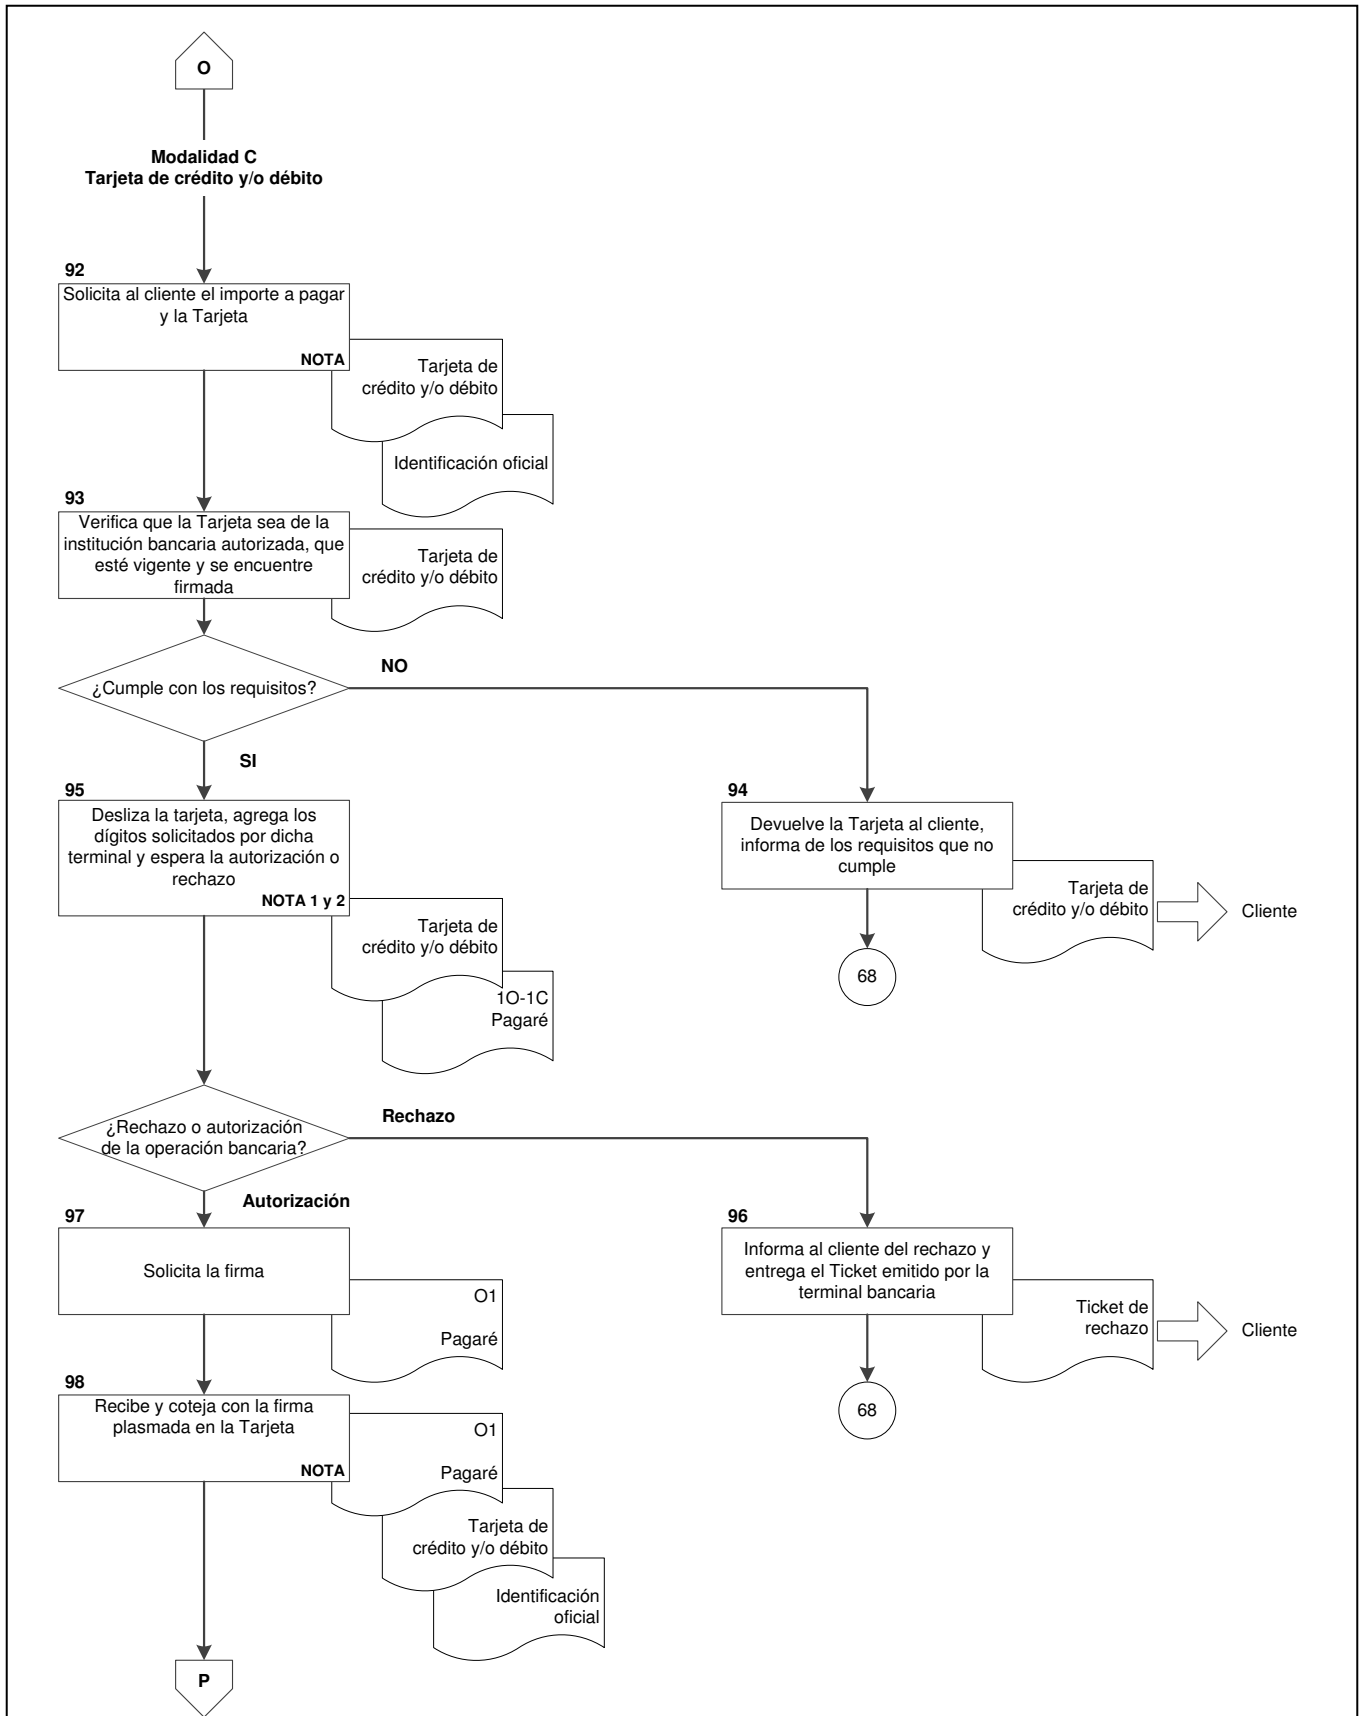 O
Modalidad C
Tarjeta de crédito y/o débito
92
Solicita al cliente el importe a pagar
y la Tarjeta
NOTA
Tarjeta de
crédito y/o débito
Identificación oficial
93
Verifica que la Tarjeta sea de la
institución bancaria autorizada, que
esté vigente y se encuentre
firmada
Tarjeta de
crédito y/o débito
¿Cumple con los requisitos?
NO
SI
95
Desliza la tarjeta, agrega los
dígitos solicitados por dicha
terminal y espera la autorización o
rechazo
NOTA 1 y 2
Tarjeta de
crédito y/o débito
1O-1C
Pagaré
94
Devuelve la Tarjeta al cliente,
informa de los requisitos que no
cumple
Tarjeta de
crédito y/o débito
Cliente
68
¿Rechazo o autorización
de la operación bancaria?
Rechazo
Autorización
97
Solicita la firma
O1
Pagaré
96
Informa al cliente del rechazo y
entrega el Ticket emitido por la
terminal bancaria
Ticket de
rechazo
Cliente
68
98
Recibe y coteja con la firma
plasmada en la Tarjeta
NOTA
O1
Pagaré
Tarjeta de
crédito y/o débito
Identificación
oficial
P